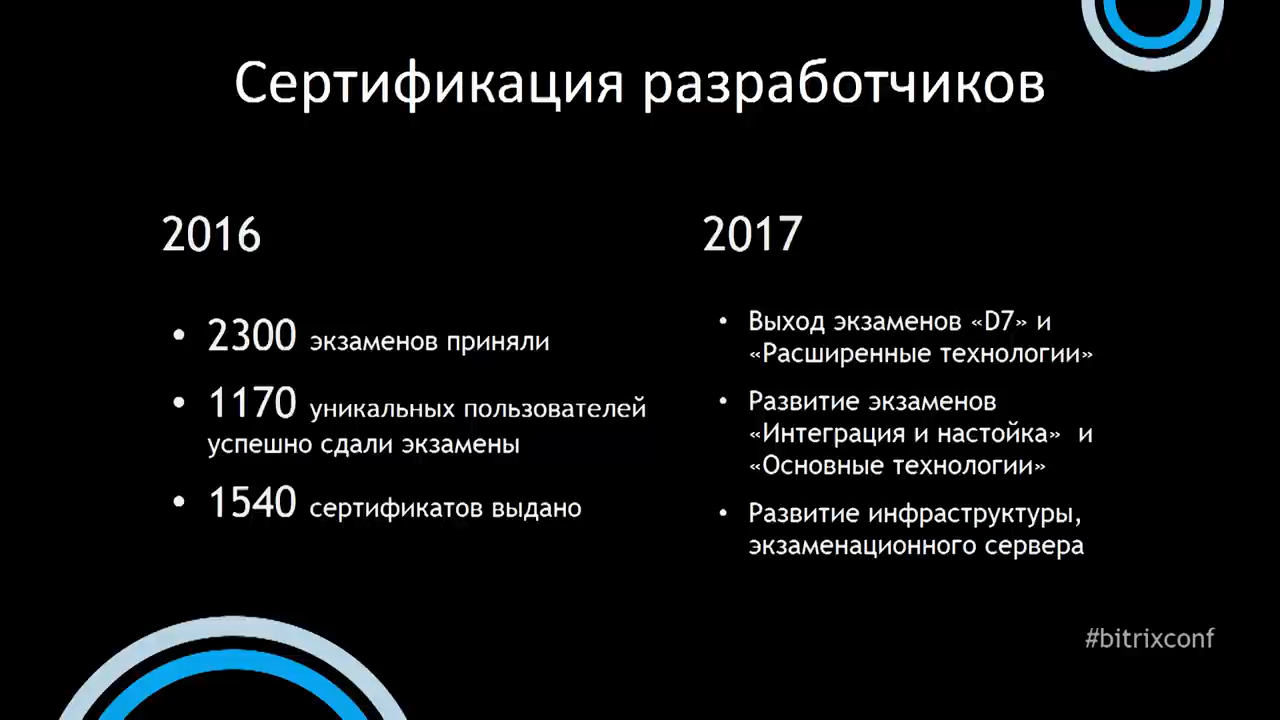 Сертификация разработчиков
2016
• 2300 экзаменов приняли
• 1170 уникальных пользователей
успешно сдали экзамены
• 1540 сертификатов выдано
2017
• Выход экзаменов «D7» и
«Расширенные технологии»
• Развитие экзаменов
«Интеграция и настойка» и
«Основные технологии»
• Развитие инфраструктуры,
экзаменационного сервера
#bitrixconf